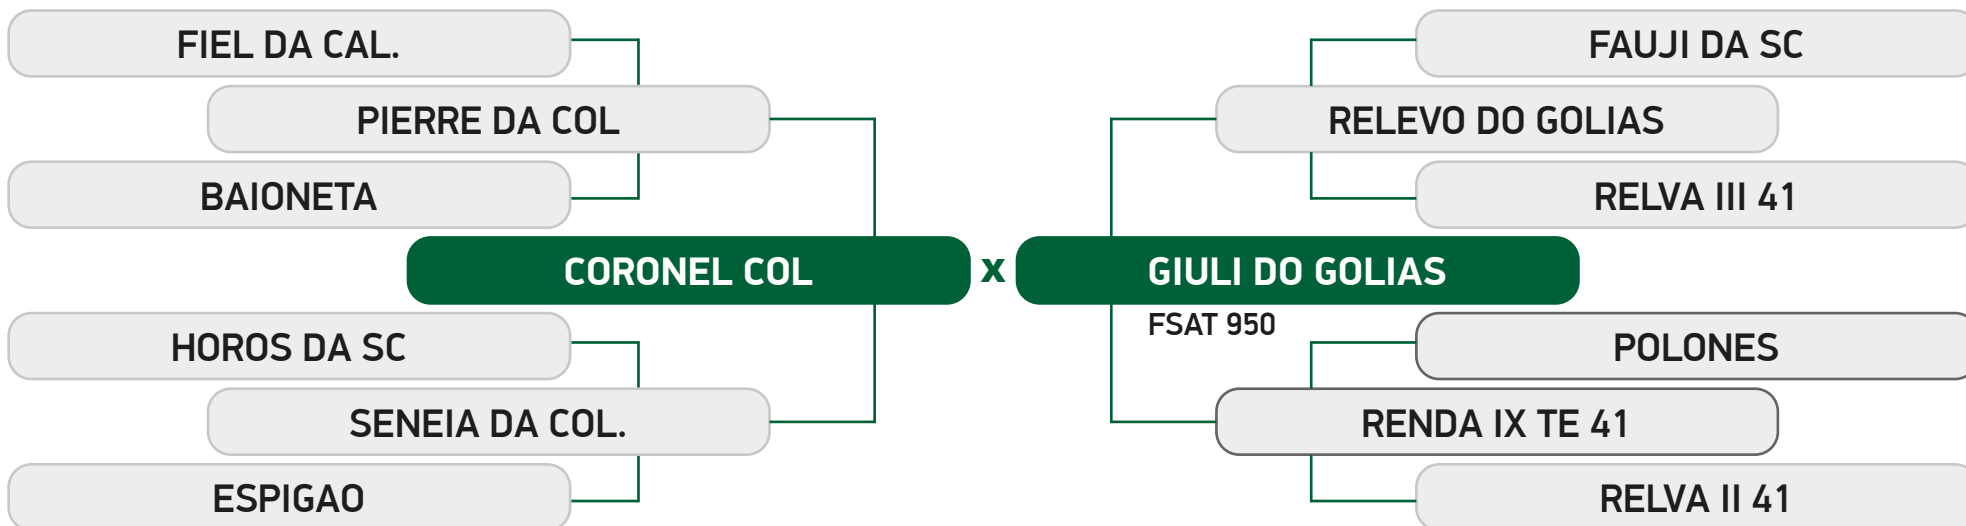 FIEL DA CAL.
FAUJI DA SC
PIERRE DA COL
RELEVO DO GOLIAS
BAIONETA
RELVA III 41
CORONEL COL x GIULI DO GOLIAS
FSAT 950
HOROS DA SC
POLONES
SENEIA DA COL.
RENDA IX TE 41
ESPIGAO
RELVA II 41